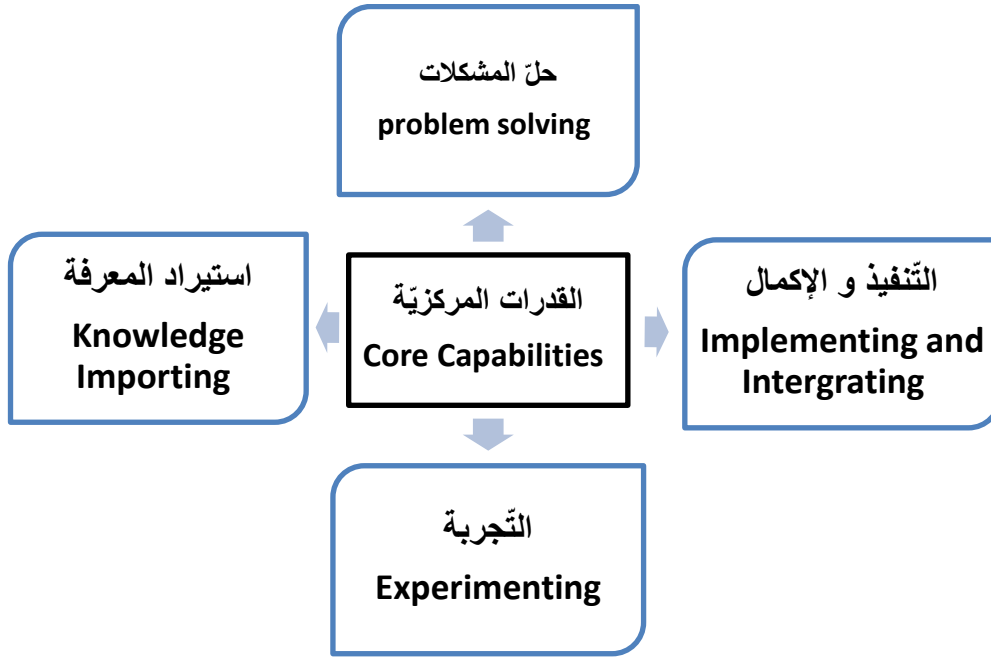 حلّ المشكلات
problem solving
استيراد المعرفة
Knowledge
Importing
القدرات المركزيّة
Core Capabilities
التّنفيذ و الإكمال
Implementing and
Intergrating
التّجربة
Experimenting